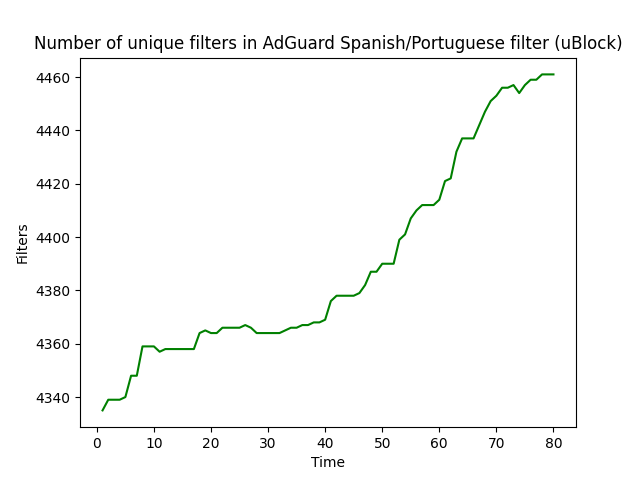 Number of unique filters in AdGuard Spanish/Portuguese filter (uBlock)
4460
4440
4420
4400
4380
4360
4340
Filters
0 10 20 30 40 50 60 70 80
Time